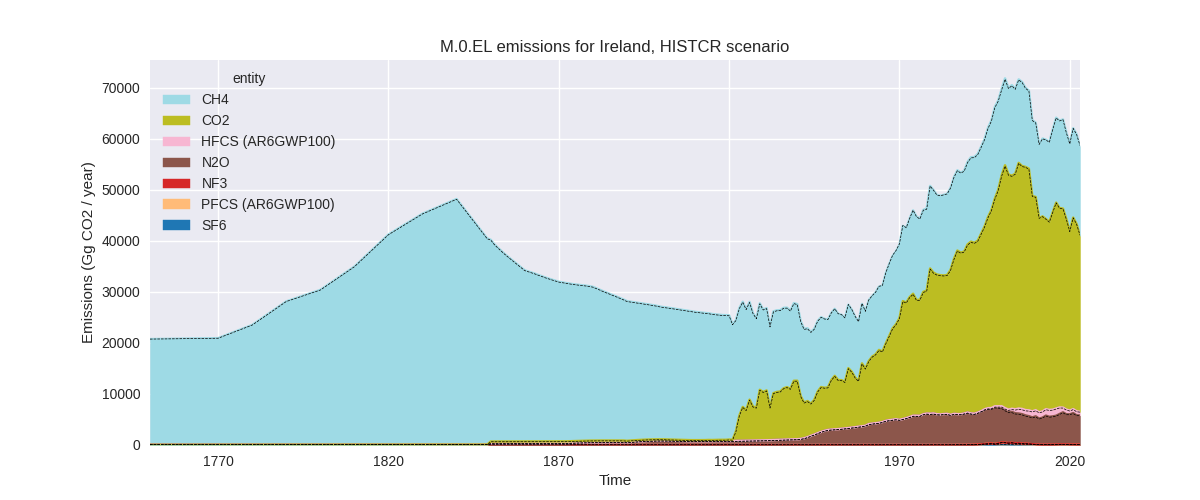 M.0.EL emissions for Ireland, HISTCR scenario
entity
CH4
CO2
HFCS (AR6GWP100)
N2O
NF3
PFCS (AR6GWP100)
SF6
Emissions (Gg CO2 / year)
70000
60000
50000
40000
30000
20000
10000
0
1770
1820
1870
1920
1970
2020
Time